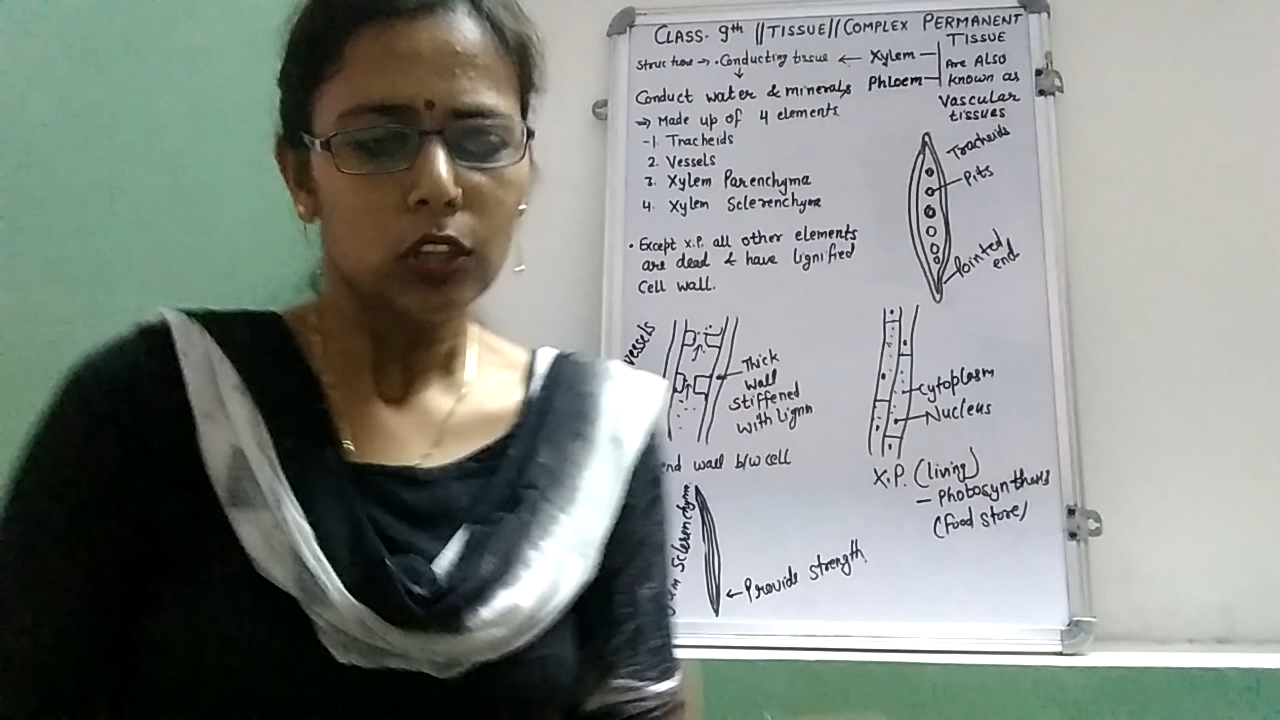 CLASS. 9th || TISSUE || COMPLEX PERMANENT
TISSUE
Structure → • Conducting tissue ← Xylem
Phloem
Are Also
known as
Vascular
tissues
Conduct water & minerals
⇒ Made up of 4 elements
-1. Tracheids
2. Vessels
3. Xylem Parenchyma
4. Xylem Sclerenchyma
• Except X.P. all other elements
are dead & have lignified
cell wall.
Tracheids
Pits
Pointed
end
Vessels
Thick
wall
stiffened
with Lignn
end wall b/w cell
Cytoplasm
Nucleus
X.P. (living)
- Photosynthesis
(food store)
Sclerenchyma
← Provide strength